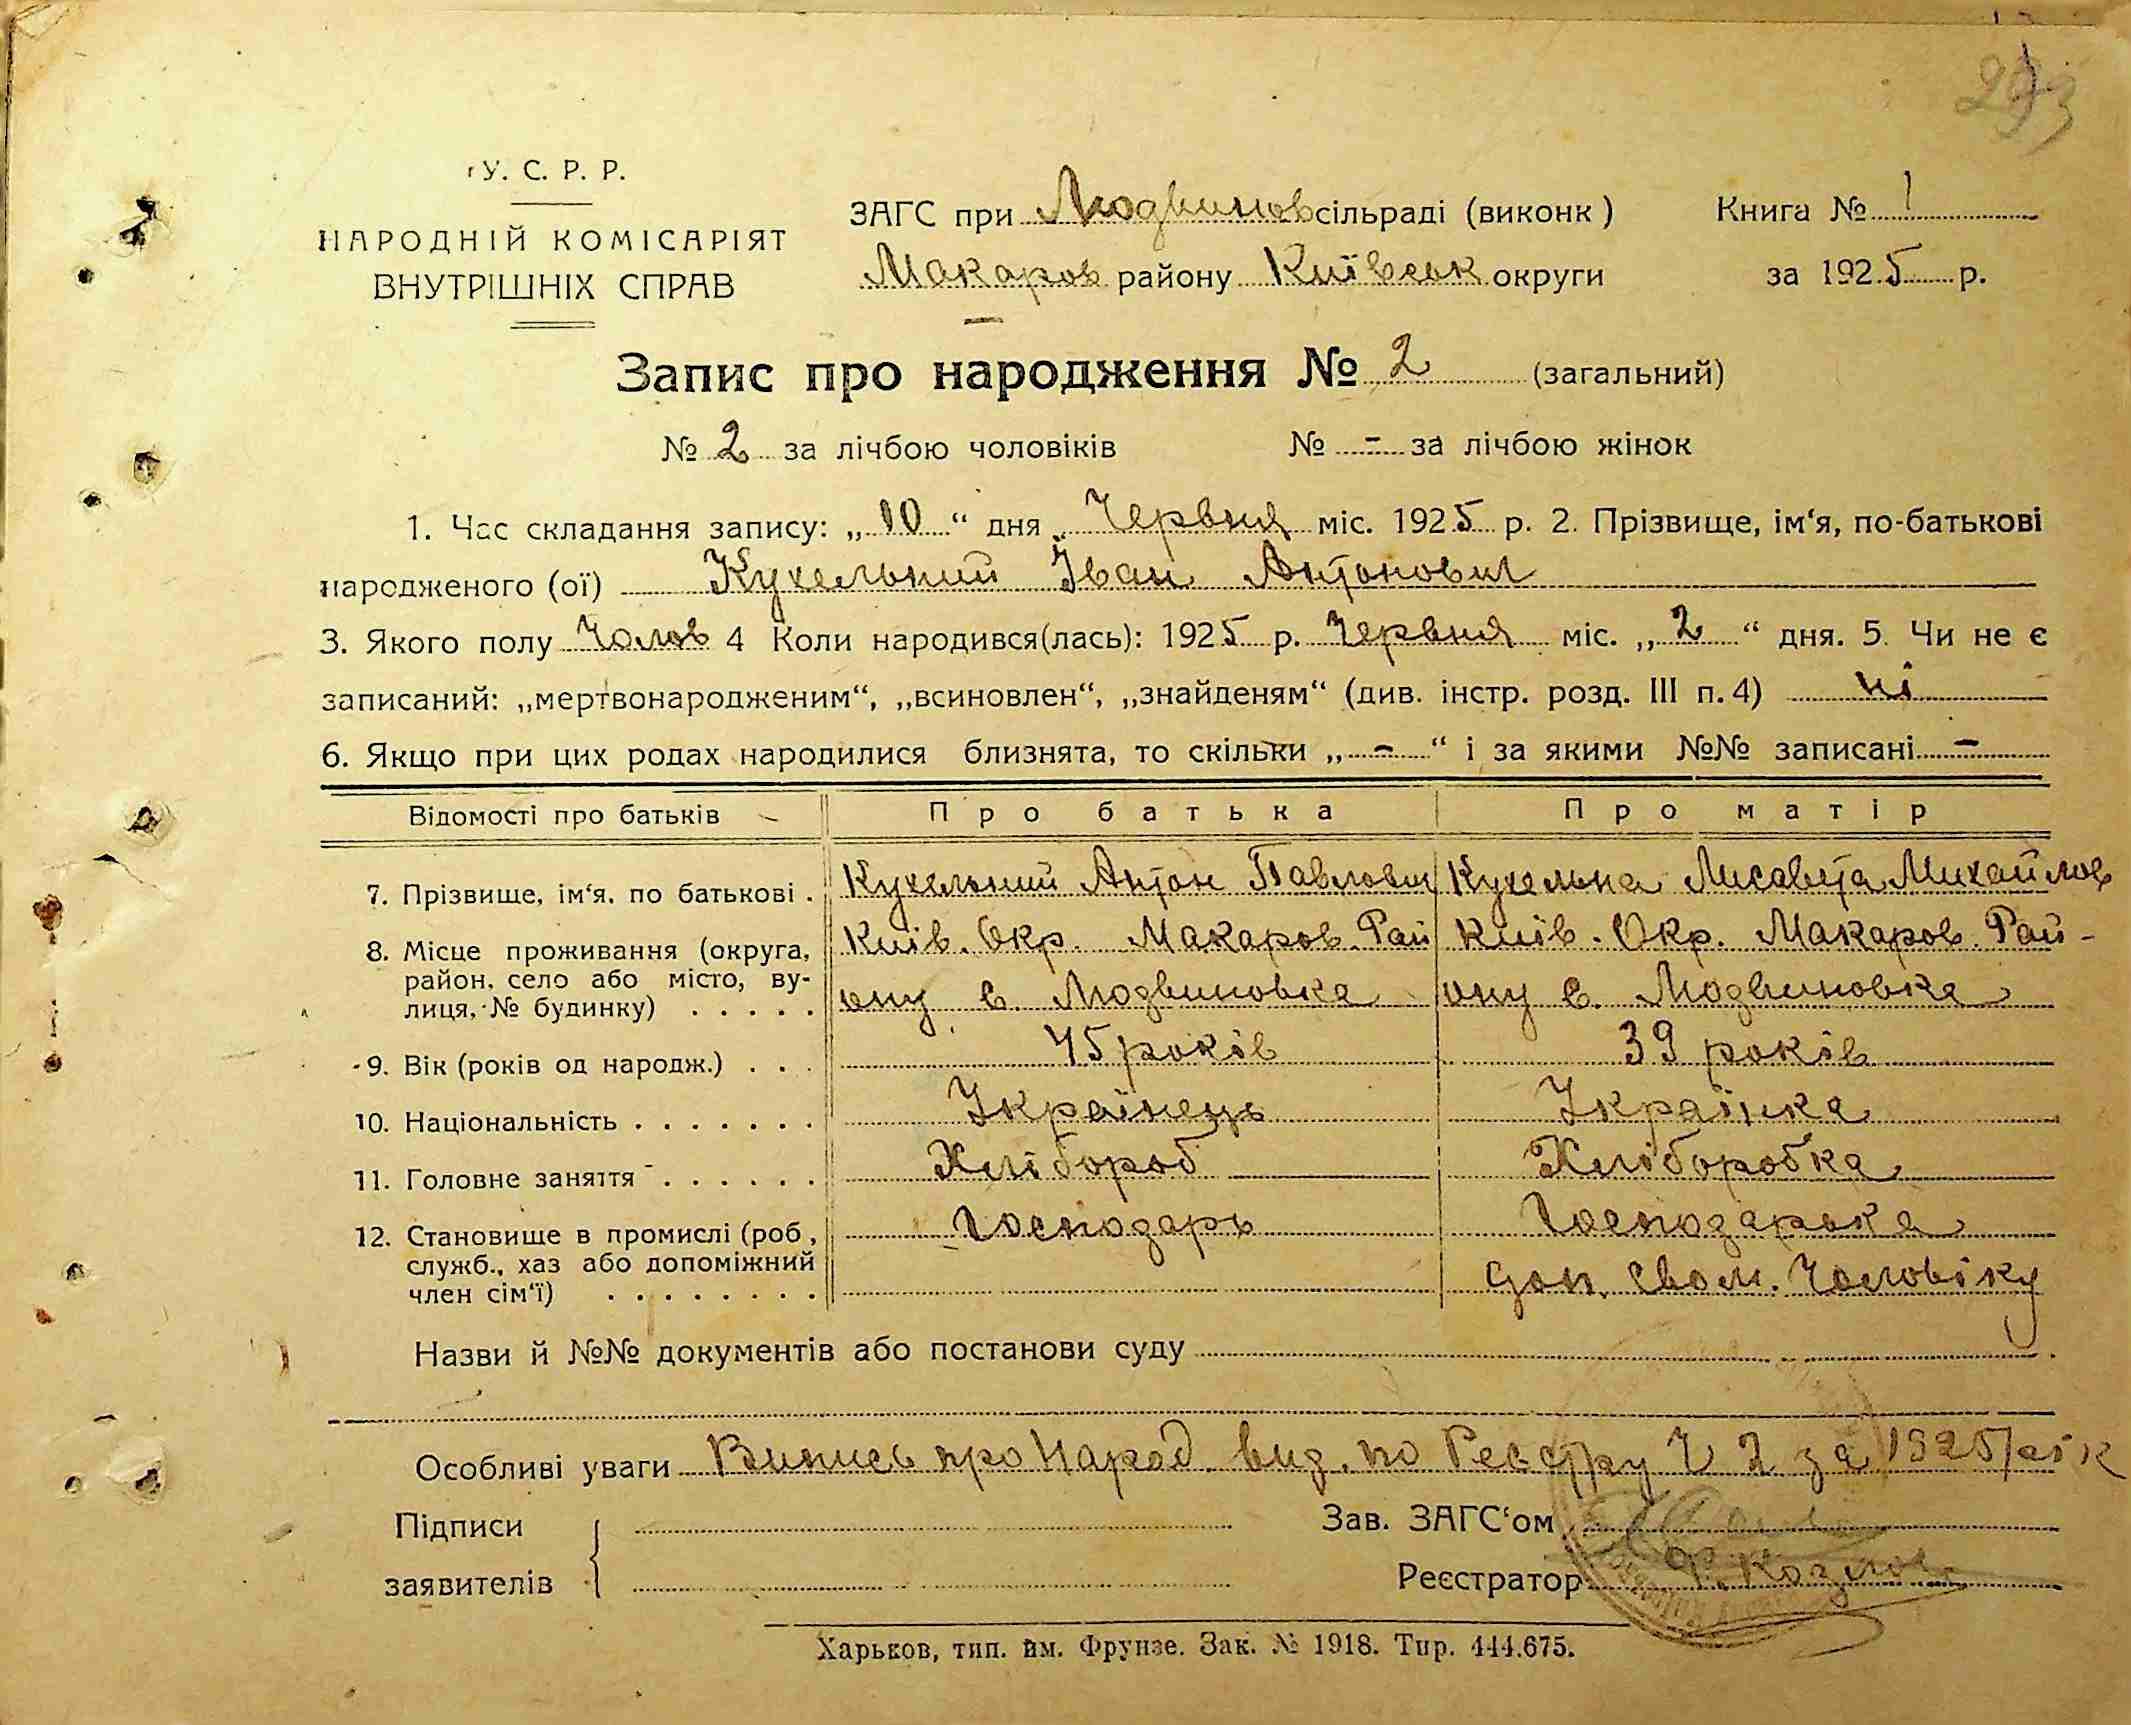 У. С. Р. Р.
НАРОДНІЙ КОМІСАРІЯТ
ВНУТРІШНІХ СПРАВ
ЗАГС при Людвинов сільраді (виконк )
Макаров району Київськ округи
Книга № 1
за 1925 р.
Запис про народження № 2 (загальний)
№ 2 за лічбою чоловіків № - за лічбою жінок
1. Час складання запису: „10“ дня Червня міс. 1925 р. 2. Прізвище, ім‘я, по-батькові
народженого (ої) Кухельний Іван Антонович
3. Якого полу Чолов 4 Коли народився(лась): 1925 р. Червня міс. „2“ дня. 5. Чи не є
записаний: „мертвонародженим“, „всиновлен“, „знайденям“ (див. інстр. розд. III п. 4) ні
6. Якщо при цих родах народилися близнята, то скільки „-“ і за якими №№ записані -
Відомості про батьків Про батька Про матір
7. Прізвище, ім‘я. по батькові . Кухельний Антон Павлович Кухельна Лисавета Михайлов
8. Місце проживання (округа, район, село або місто, вулиця, № будинку) . . . . . Київ. Окр. Макаров. Рай Київ. Окр. Макаров. Рай-
ону с. Людвиновка ону с. Людвиновка
9. Вік (років од народж.) . . . 45 років 39 років
10. Національність . . . . . . . Українець Українка
11. Головне заняття . . . . . . Хлібороб Хліборобка
12. Становище в промислі (роб , служб., хаз або допоміжний член сім‘ї) . . . . . . . . Господарь Господарька
доп. свом. Чоловіку
Назви й №№ документів або постанови суду
Особливі уваги Випись про Народ вид. по Реєстру Ч 2 за 1925 рік
Підписи
заявителів
Зав. ЗАГС‘ом
Реєстратор
Харьков, тип. им. Фрунзе. Зак. № 1918. Тир. 444.675.